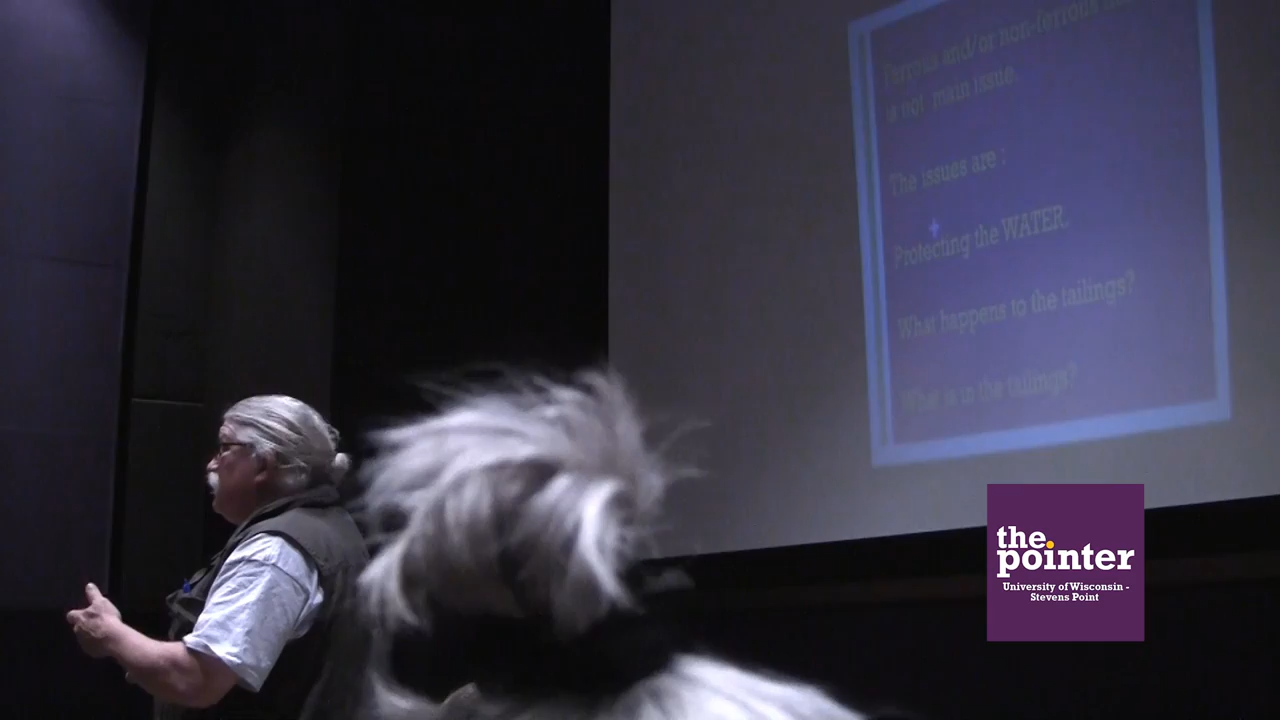 Ferrous and/or non-ferrous
is not main issue.
The issues are :
Protecting the WATER.
What happens to the tailings?
What is in the tailings?
the
pointer
University of Wisconsin -
Stevens Point